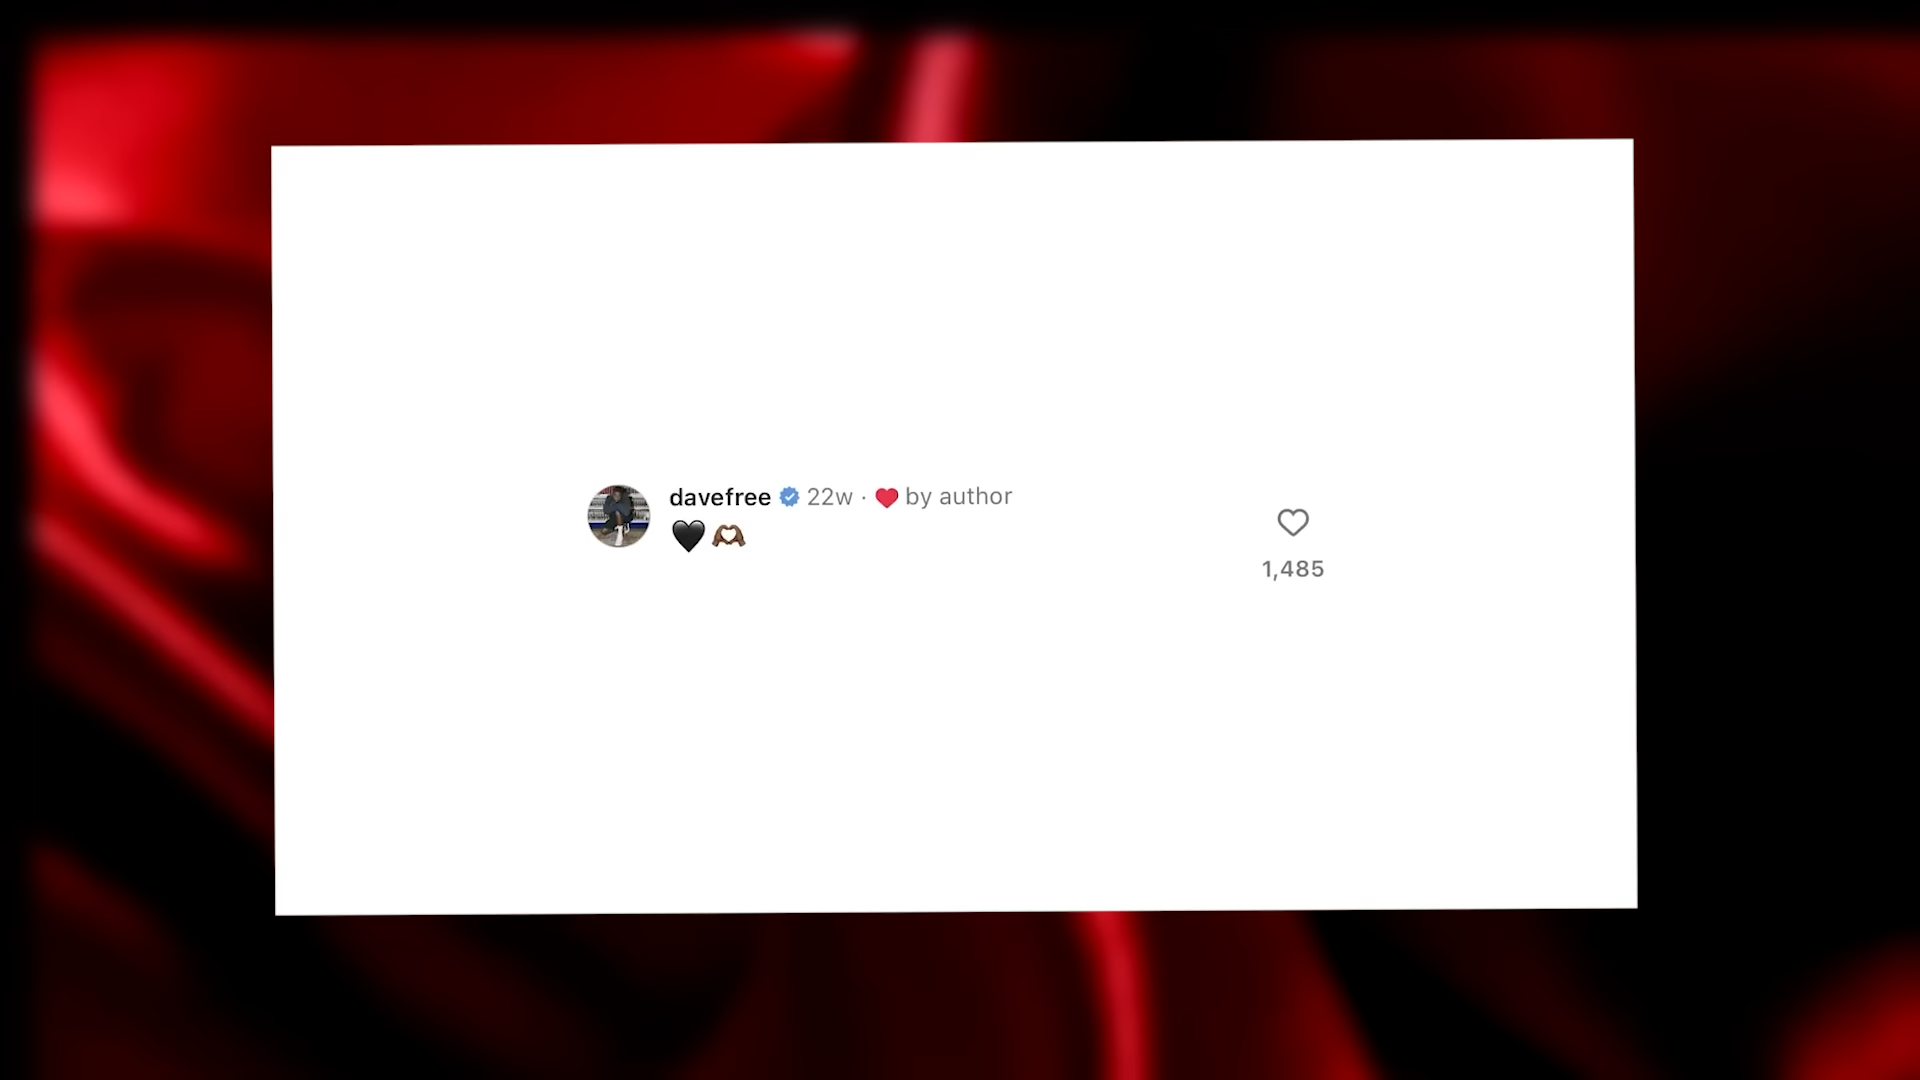 davefree 22w · ❤️ by author
🖤🫶🏾
1,485